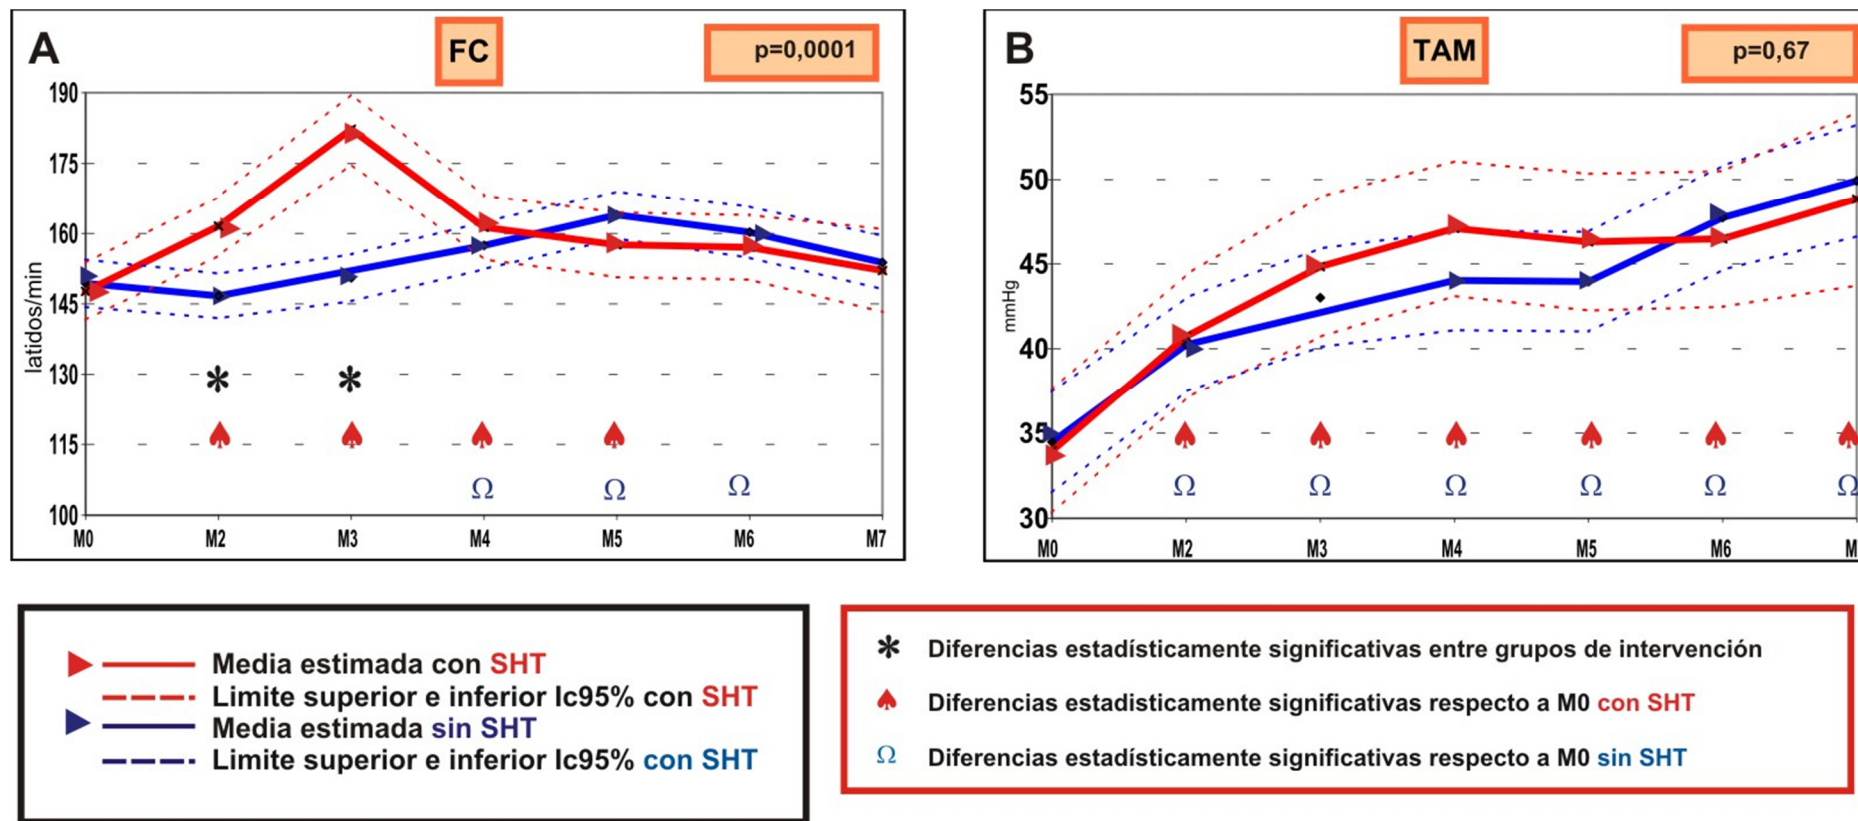 A
FC
p=0,0001
190
175
160
145
130
115
100
latidos/min
* *
♠ ♠ ♠ ♠
Ω Ω Ω
M0 M2 M3 M4 M5 M6 M7
B
TAM
p=0,67
55
50
45
40
35
30
mmHg
♠ ♠ ♠ ♠ ♠ ♠
Ω Ω Ω Ω Ω Ω
M0 M2 M3 M4 M5 M6 M
Media estimada con SHT
Limite superior e inferior Ic95% con SHT
Media estimada sin SHT
Limite superior e inferior Ic95% con SHT
* Diferencias estadísticamente significativas entre grupos de intervención
♠ Diferencias estadísticamente significativas respecto a M0 con SHT
Ω Diferencias estadísticamente significativas respecto a M0 sin SHT